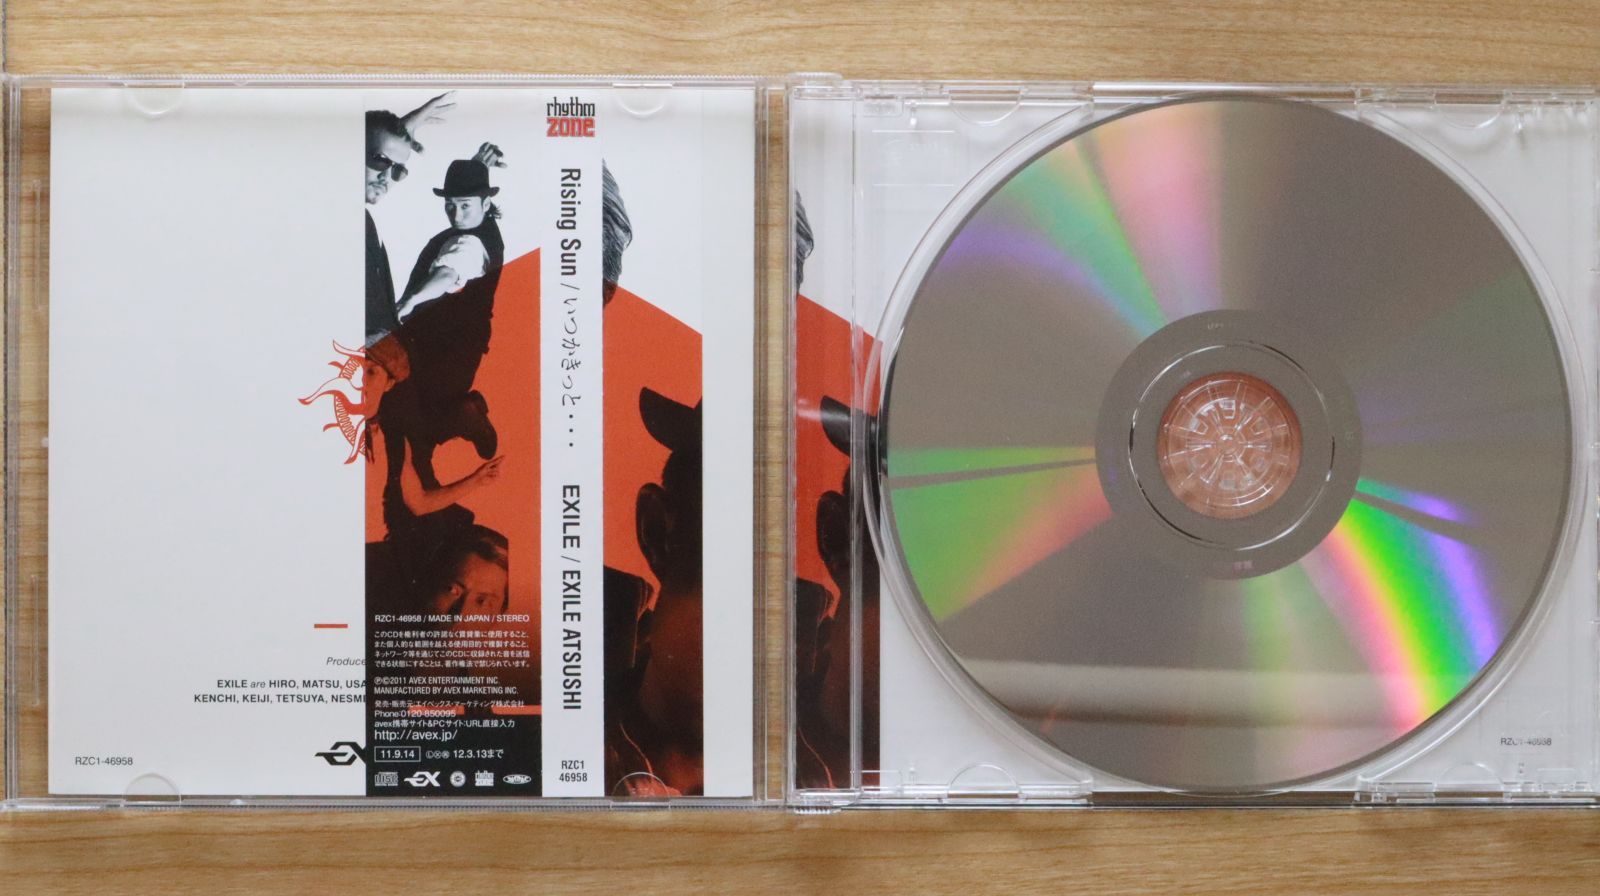 rhythm
zone
Rising Sun / いつかきっと・・・ EXILE / EXILE ATSUSHI
RZC1
46958
Produce
EXILE are HIRO, MATSU, USA
KENCHI, KEIJI, TETSUYA, NESMI
RZC1-46958
EX
RZC1-46958 / MADE IN JAPAN / STEREO
このCDを権利者の許諾なく賃貸業に使用すること、
また個人的な範囲を越える使用目的で複製すること、
ネットワーク等を通じてこのCDに収録された音を送信
できる状態にすることは、著作権法で禁じられています。
Ⓟ©2011 AVEX ENTERTAINMENT INC.
MANUFACTURED BY AVEX MARKETING INC.
発売・販売元:エイベックス・マーケティング株式会社
Phone:0120-850095
avex携帯サイト&PCサイト:URL直接入力
http://avex.jp/
11.9.14 12.3.13まで
EX rhythm zone
RZC1-46958